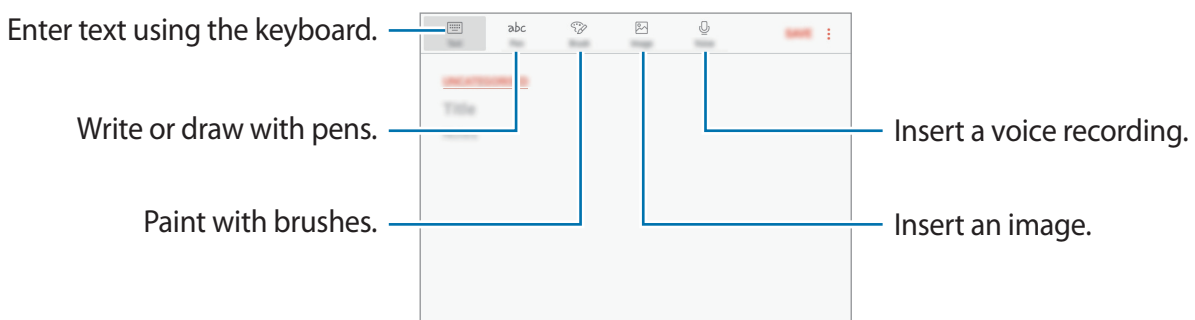 Enter text using the keyboard.
abc
SAVE
UNCATEGORISED
Title
Write or draw with pens.
Insert a voice recording.
Paint with brushes.
Insert an image.